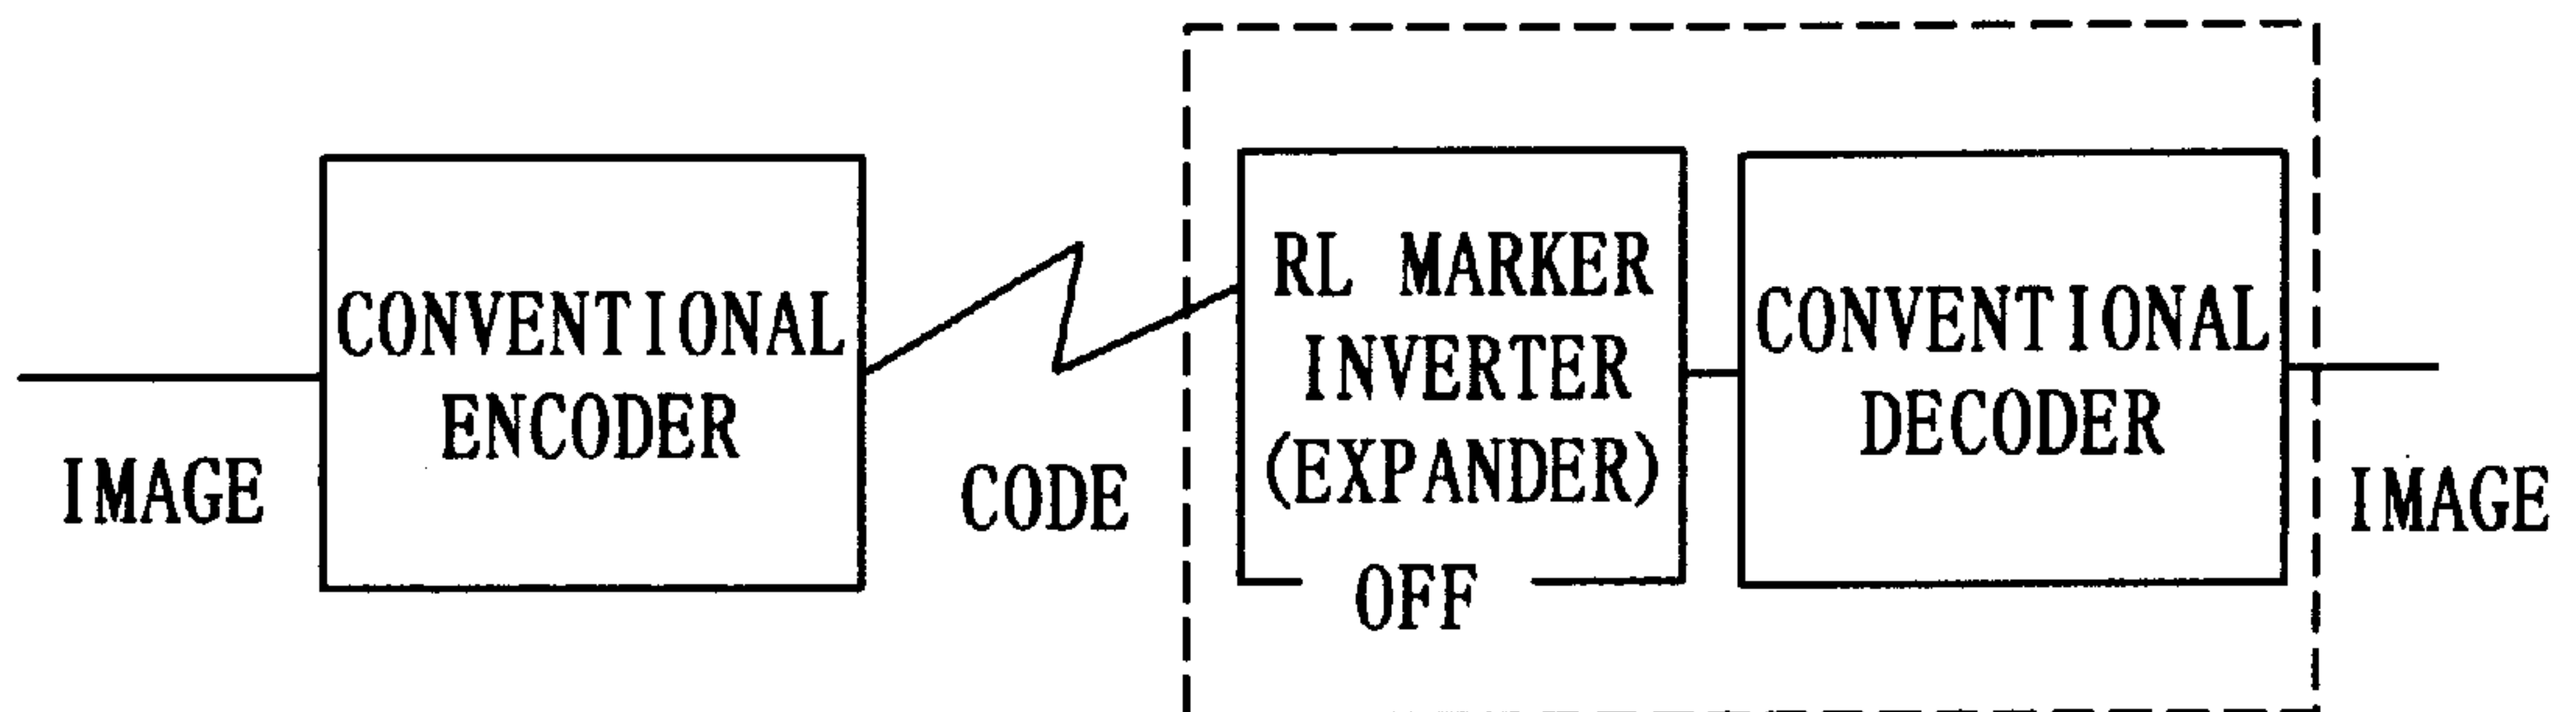 IMAGE
CONVENTIONAL
ENCODER
CODE
RL MARKER
INVERTER
(EXPANDER)
OFF
CONVENTIONAL
DECODER
IMAGE